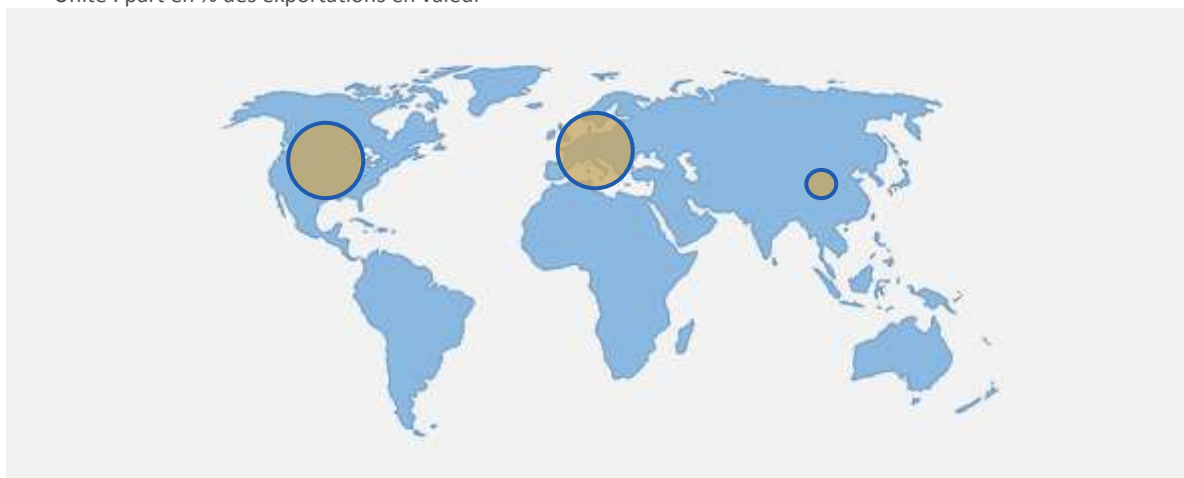 Unité : part en % des exportations en valeur